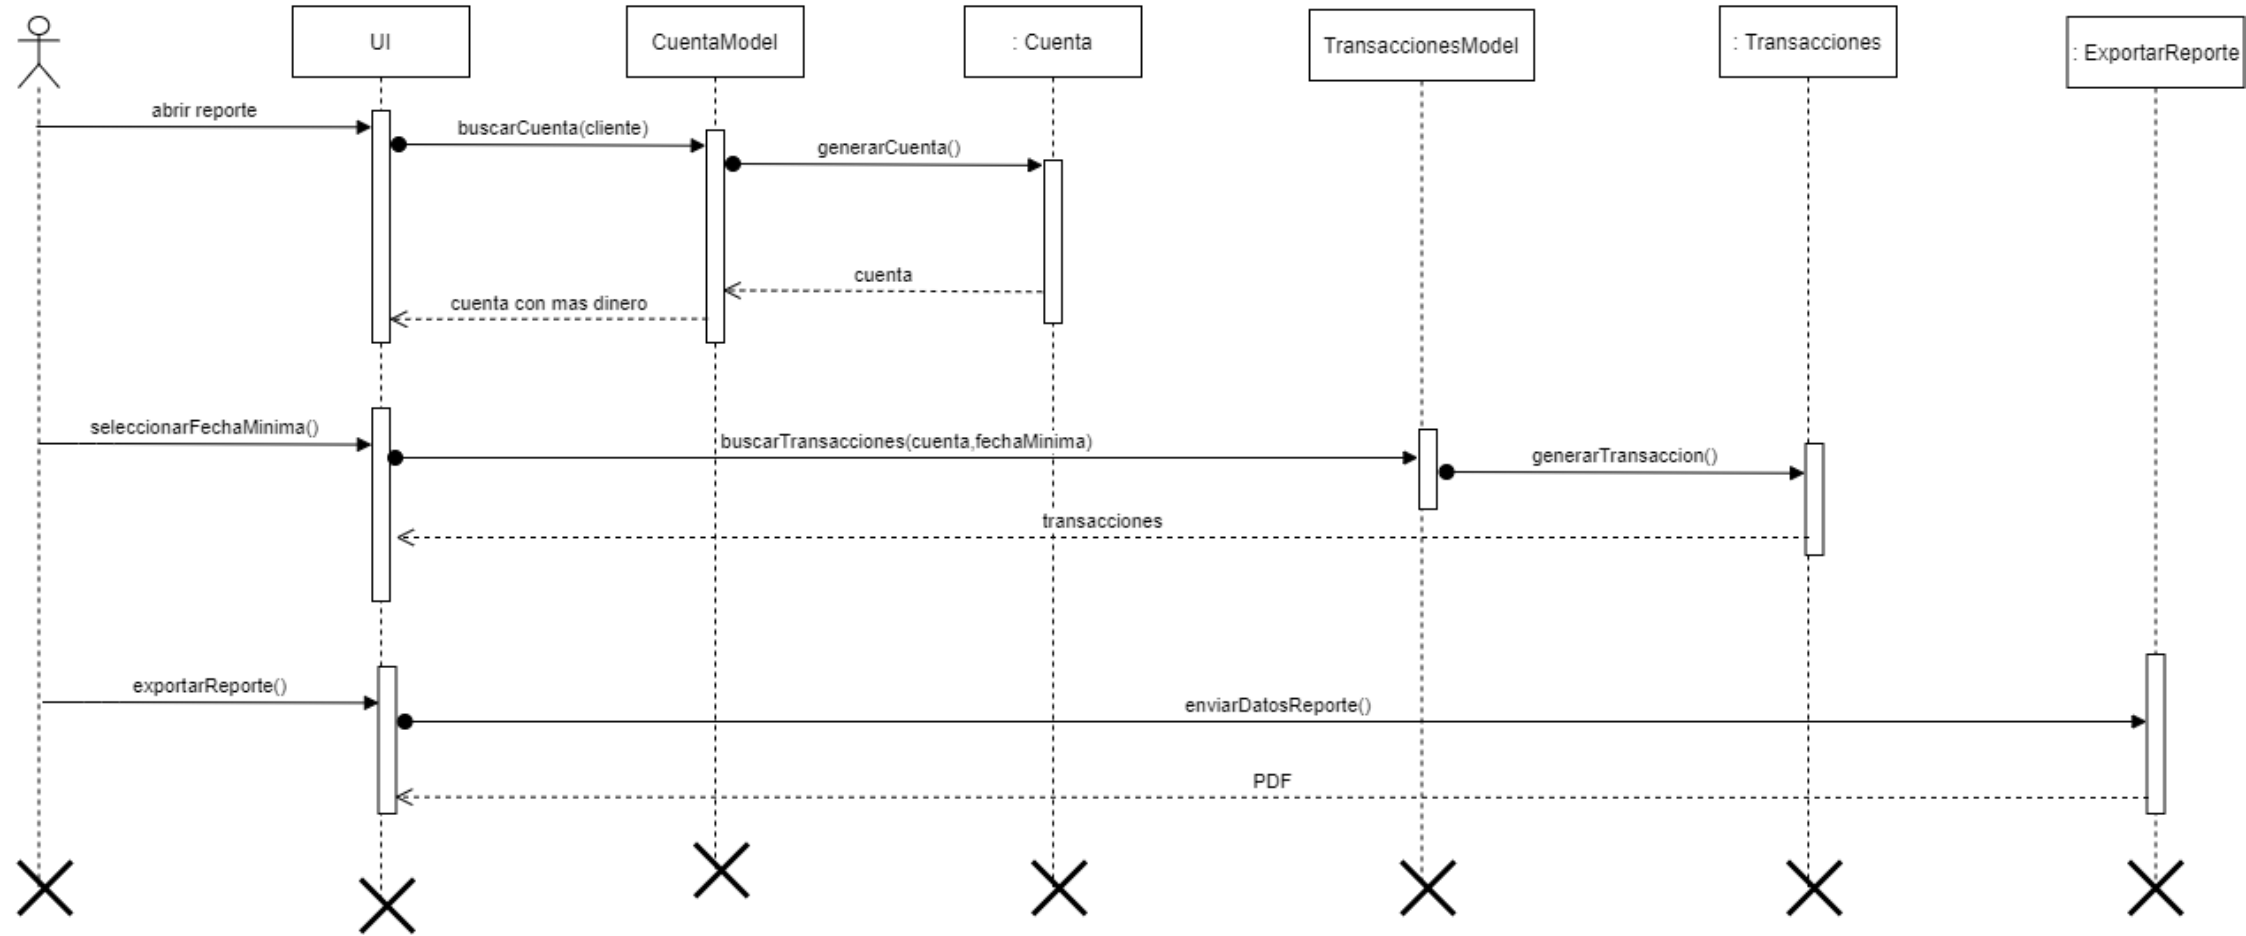 UI
CuentaModel
: Cuenta
TransaccionesModel
: Transacciones
: ExportarReporte
abrir reporte
buscarCuenta(cliente)
generarCuenta()
cuenta
cuenta con mas dinero
seleccionarFechaMinima()
buscarTransacciones(cuenta,fechaMinima)
generarTransaccion()
transacciones
exportarReporte()
enviarDatosReporte()
PDF